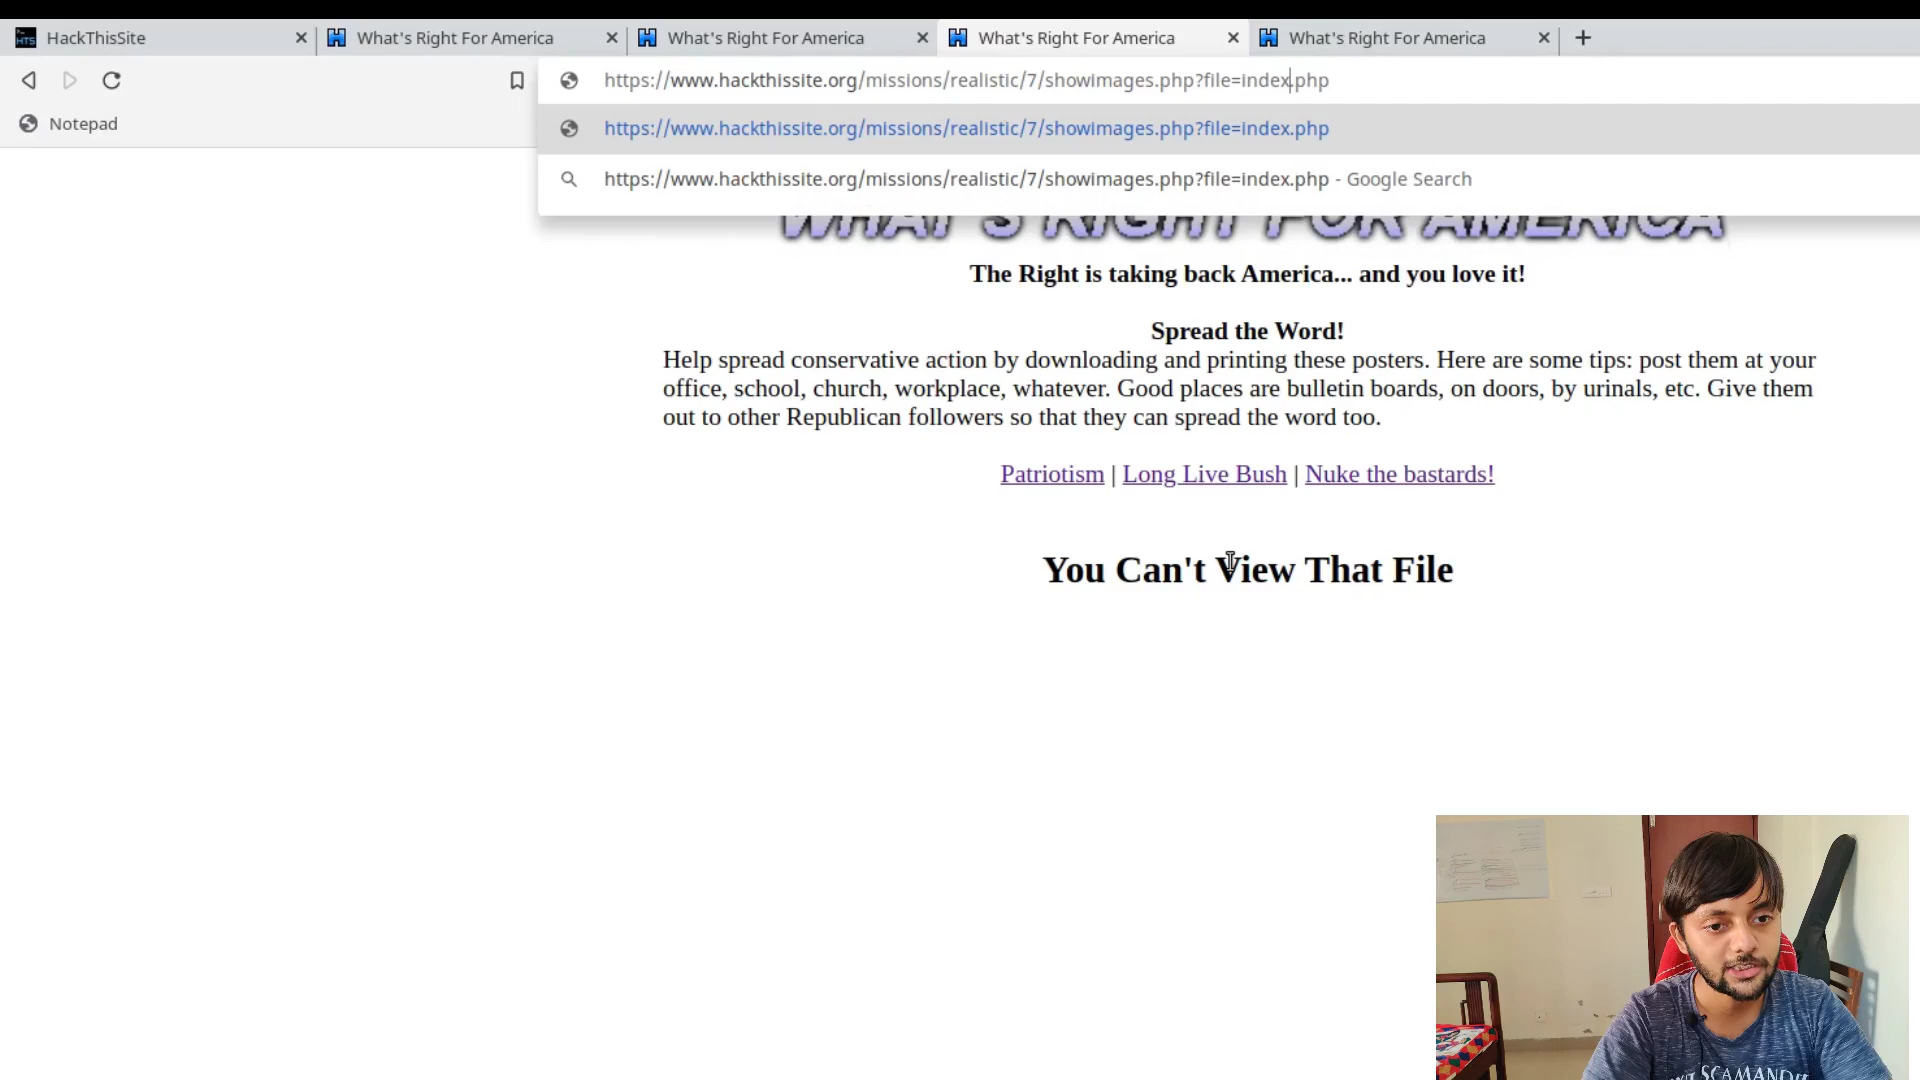 HackThisSite
What's Right For America
What's Right For America
What's Right For America
What's Right For America
https://www.hackthissite.org/missions/realistic/7/showimages.php?file=index.php
Notepad
https://www.hackthissite.org/missions/realistic/7/showimages.php?file=index.php
https://www.hackthissite.org/missions/realistic/7/showimages.php?file=index.php - Google Search
WHAT'S RIGHT FOR AMERICA
The Right is taking back America... and you love it!
Spread the Word!
Help spread conservative action by downloading and printing these posters. Here are some tips: post them at your
office, school, church, workplace, whatever. Good places are bulletin boards, on doors, by urinals, etc. Give them
out to other Republican followers so that they can spread the word too.
Patriotism | Long Live Bush | Nuke the bastards!
You Can't View That File